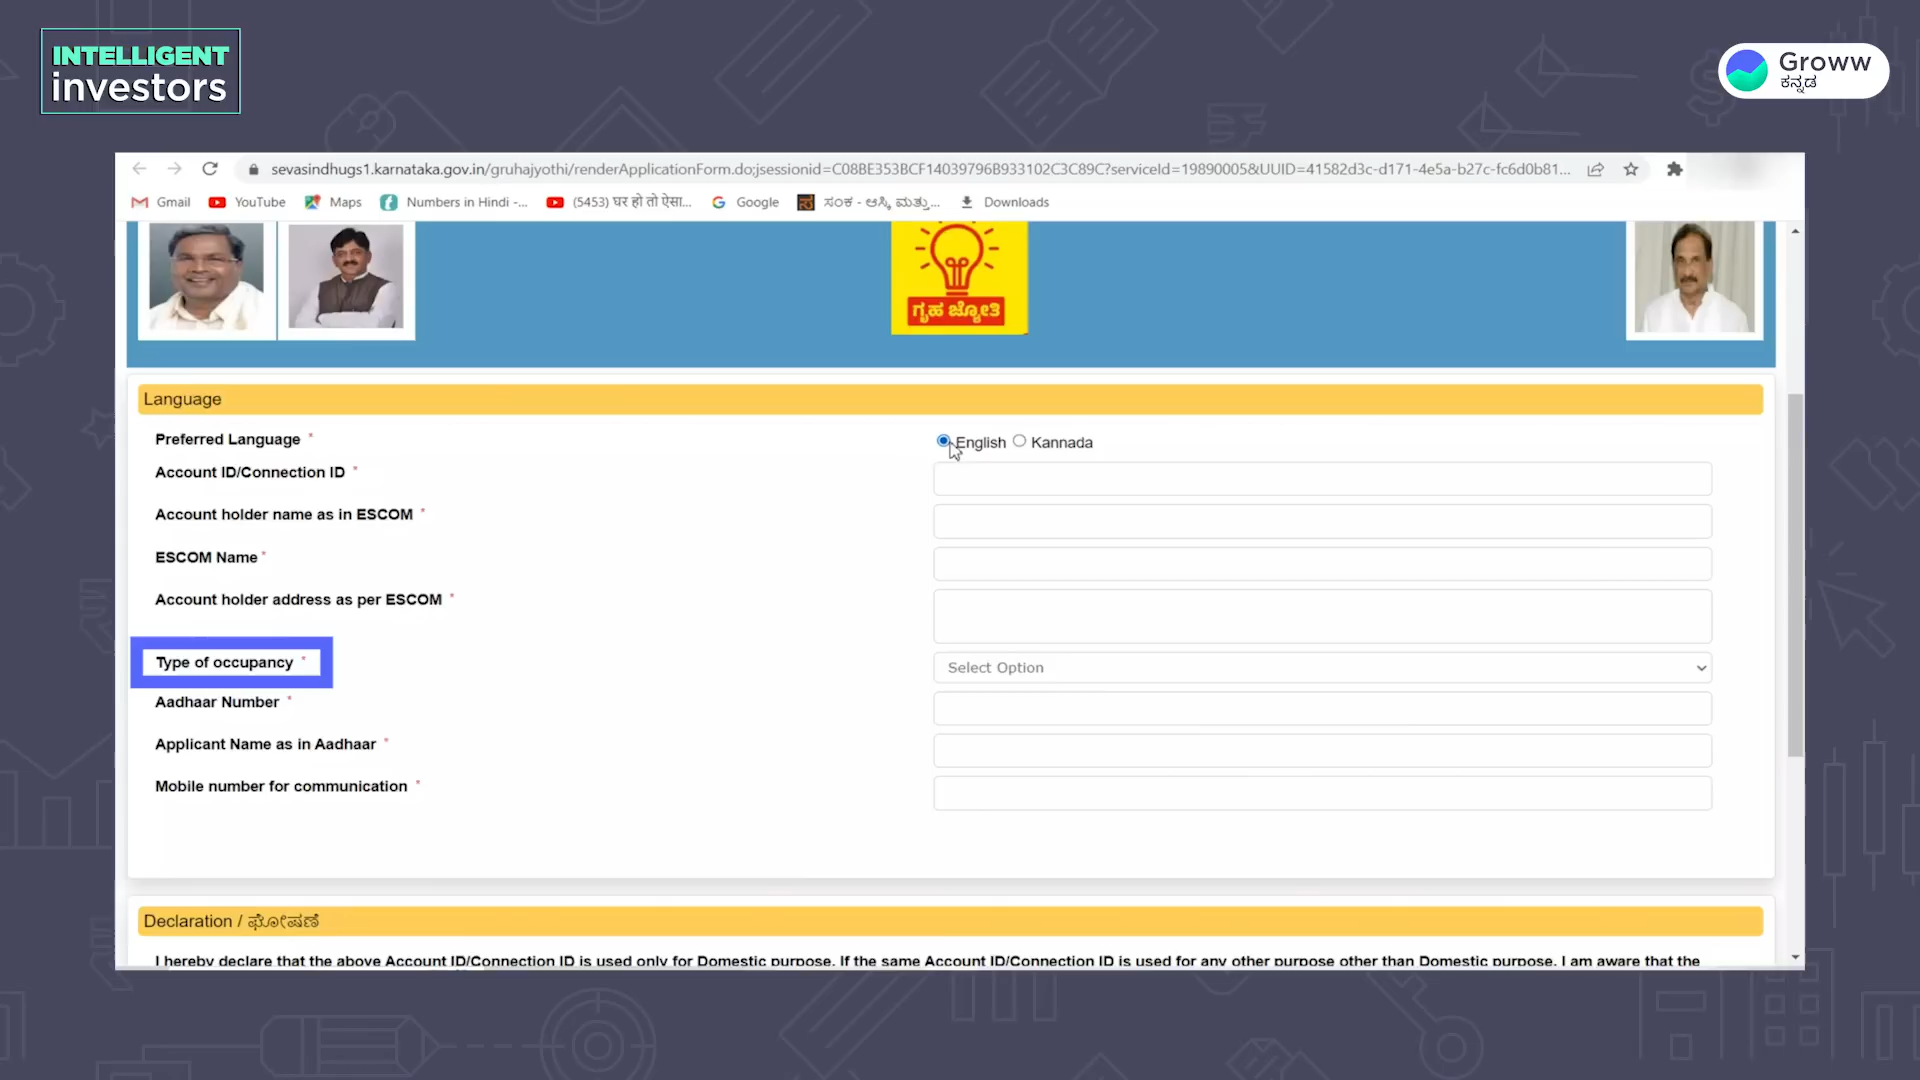 INTELLIGENT
investors
Groww
ಕನ್ನಡ
sevasindhugs1.karnataka.gov.in/gruhajyothi/renderApplicationForm.do;jsessionid=C08BE353BCF14039796B933102C3C89C?serviceId=19890005&UUID=41582d3c-d171-4e5a-b27c-fc6d0b81...
Gmail YouTube Maps Numbers in Hindi -... (5453) घर हो तो ऐसा... Google ಸಂಕ - ಆಸ್ಕಿ ಮತ್ತು... Downloads
ಗೃಹ ಜ್ಯೋತಿ
Language
Preferred Language * English Kannada
Account ID/Connection ID *
Account holder name as in ESCOM *
ESCOM Name *
Account holder address as per ESCOM *
Type of occupancy * Select Option
Aadhaar Number *
Applicant Name as in Aadhaar *
Mobile number for communication *
Declaration / ಘೋಷಣೆ
I hereby declare that the above Account ID/Connection ID is used only for Domestic purpose. If the same Account ID/Connection ID is used for any other purpose other than Domestic purpose, I am aware that the